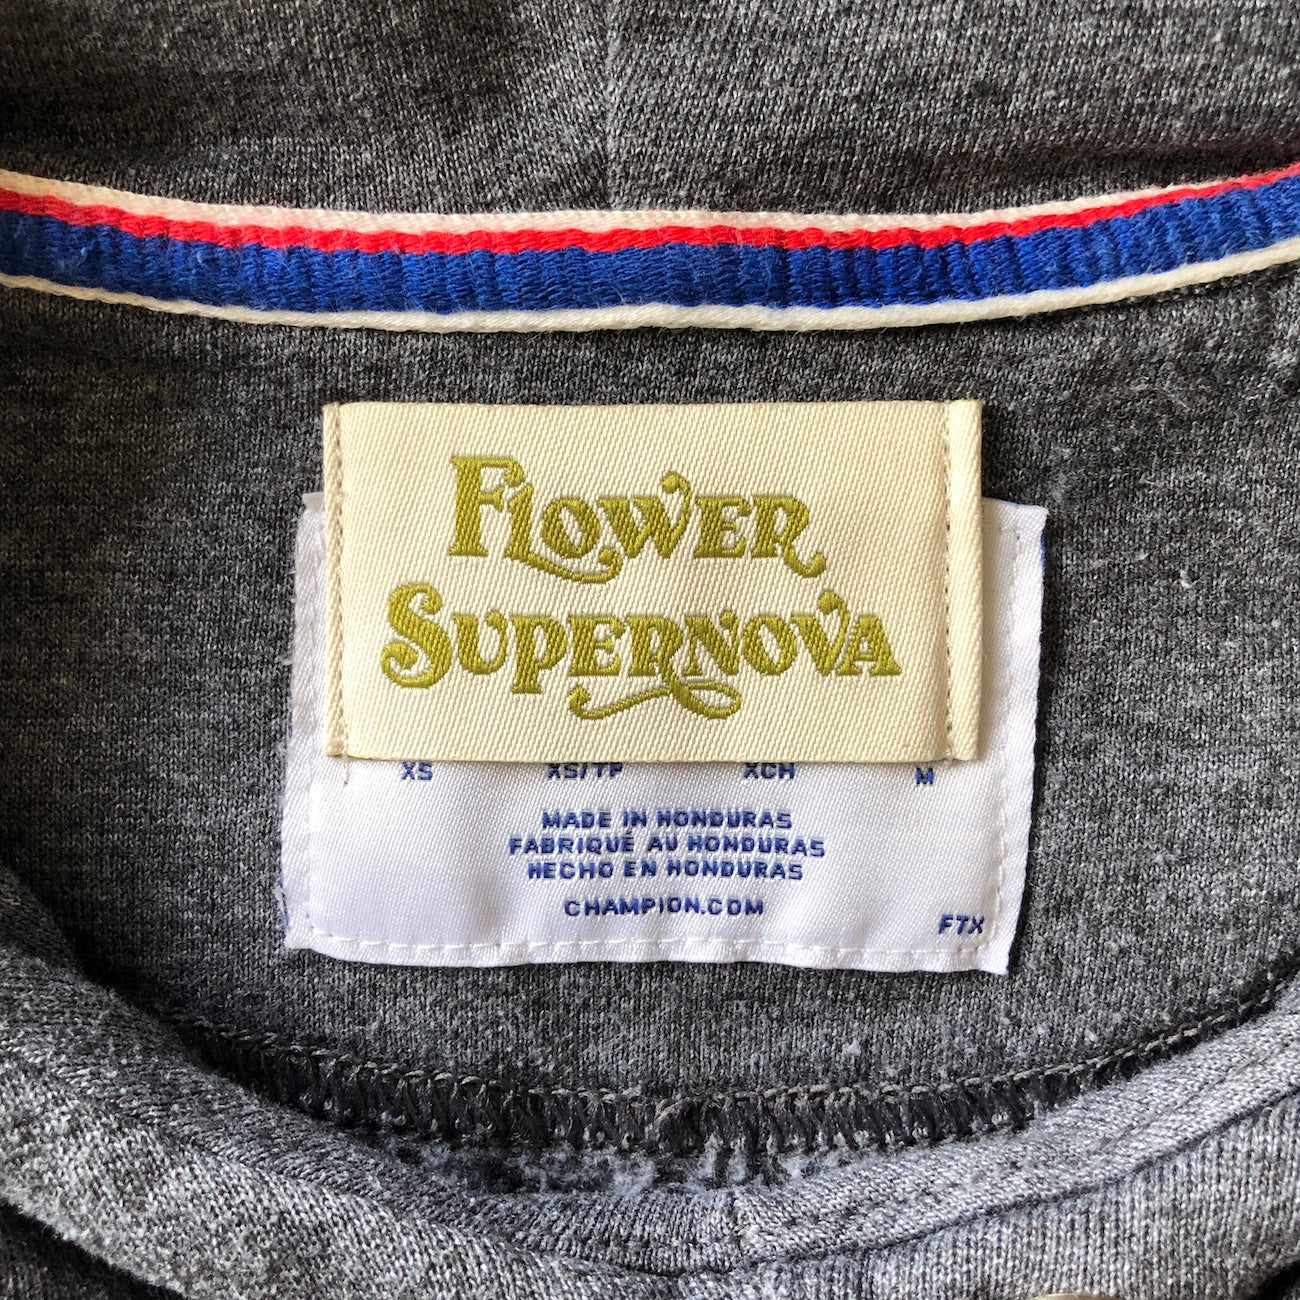 FLOWER
SUPERNOVA
XS XS/TP XCH M
MADE IN HONDURAS
FABRIQUÉ AU HONDURAS
HECHO EN HONDURAS
CHAMPION.COM
FTX